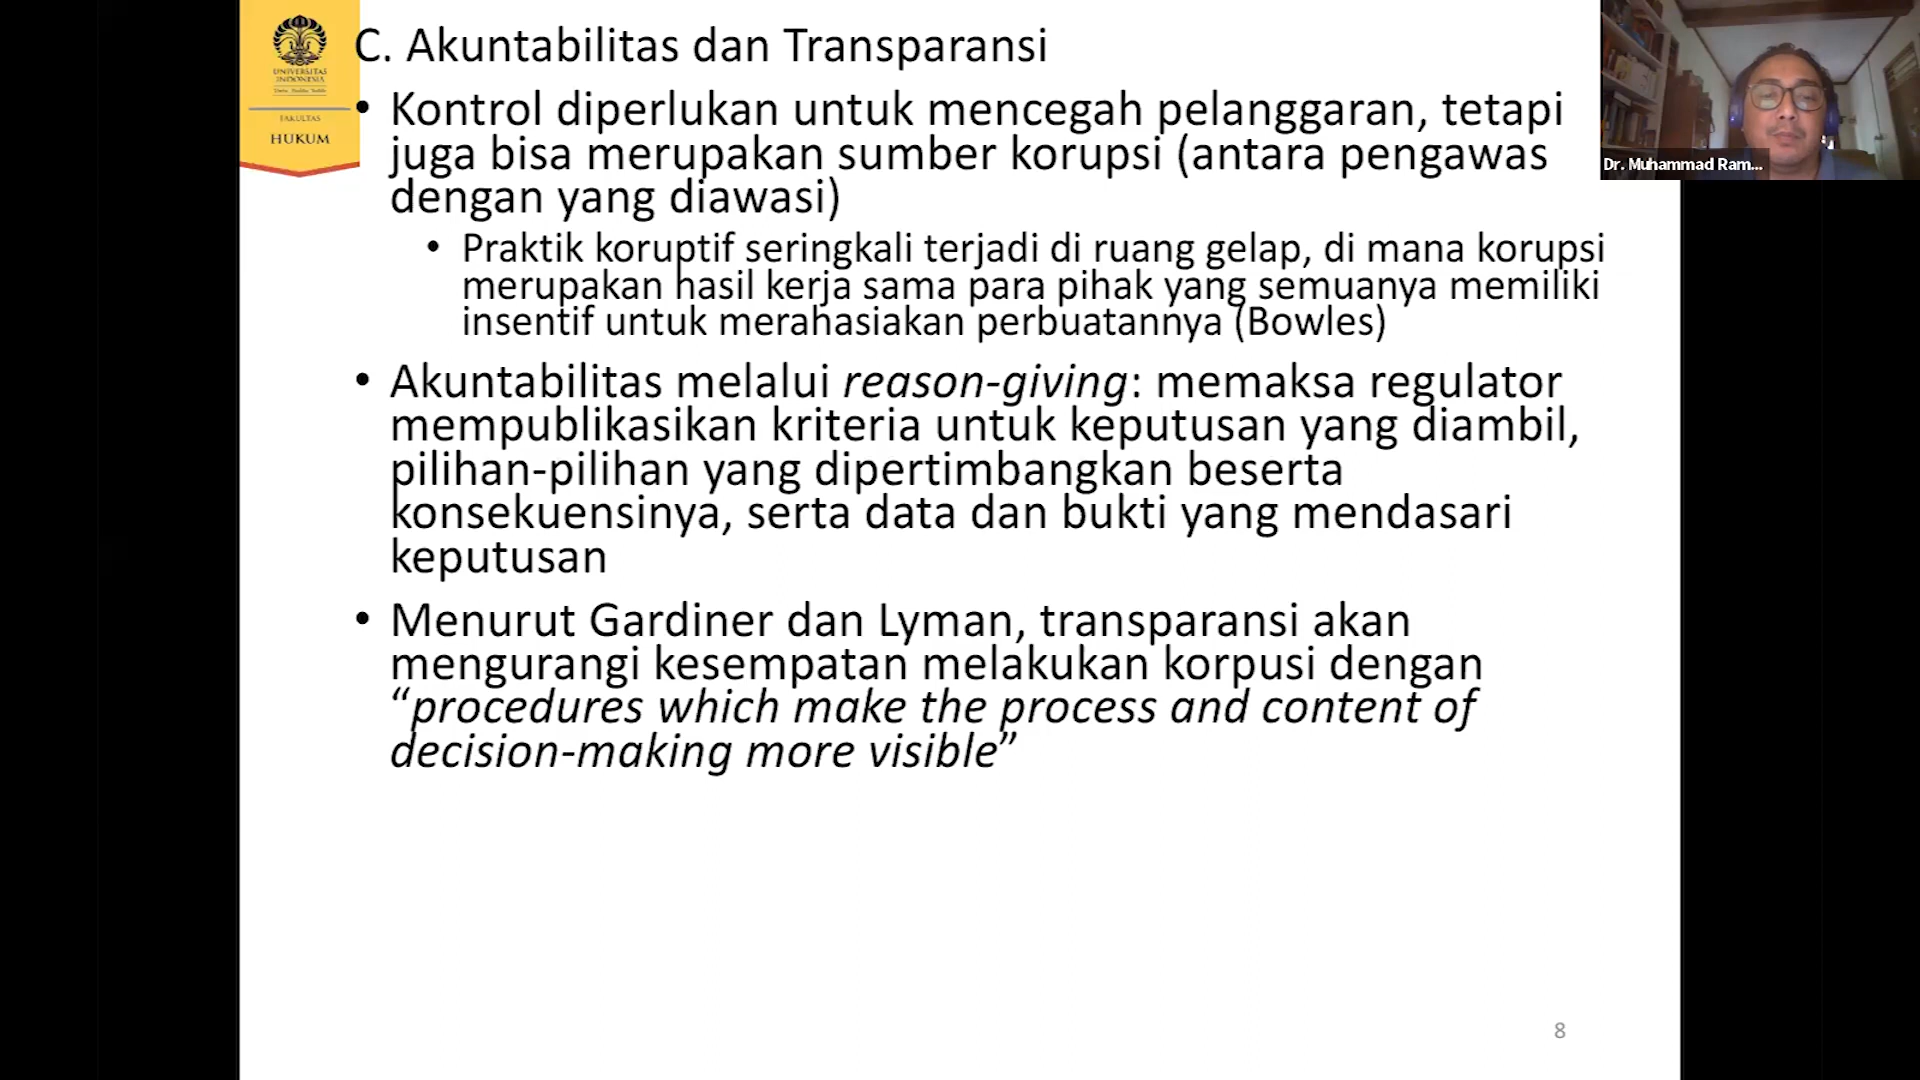 UNIVERSITAS
INDONESIA
FAKULTAS
HUKUM
C. Akuntabilitas dan Transparansi
• Kontrol diperlukan untuk mencegah pelanggaran, tetapi
juga bisa merupakan sumber korupsi (antara pengawas
dengan yang diawasi)
• Praktik koruptif seringkali terjadi di ruang gelap, di mana korupsi
merupakan hasil kerja sama para pihak yang semuanya memiliki
insentif untuk merahasiakan perbuatannya (Bowles)
• Akuntabilitas melalui reason-giving: memaksa regulator
mempublikasikan kriteria untuk keputusan yang diambil,
pilihan-pilihan yang dipertimbangkan beserta
konsekuensinya, serta data dan bukti yang mendasari
keputusan
• Menurut Gardiner dan Lyman, transparansi akan
mengurangi kesempatan melakukan korpusi dengan
“procedures which make the process and content of
decision-making more visible”
8
Dr. Muhammad Ram...